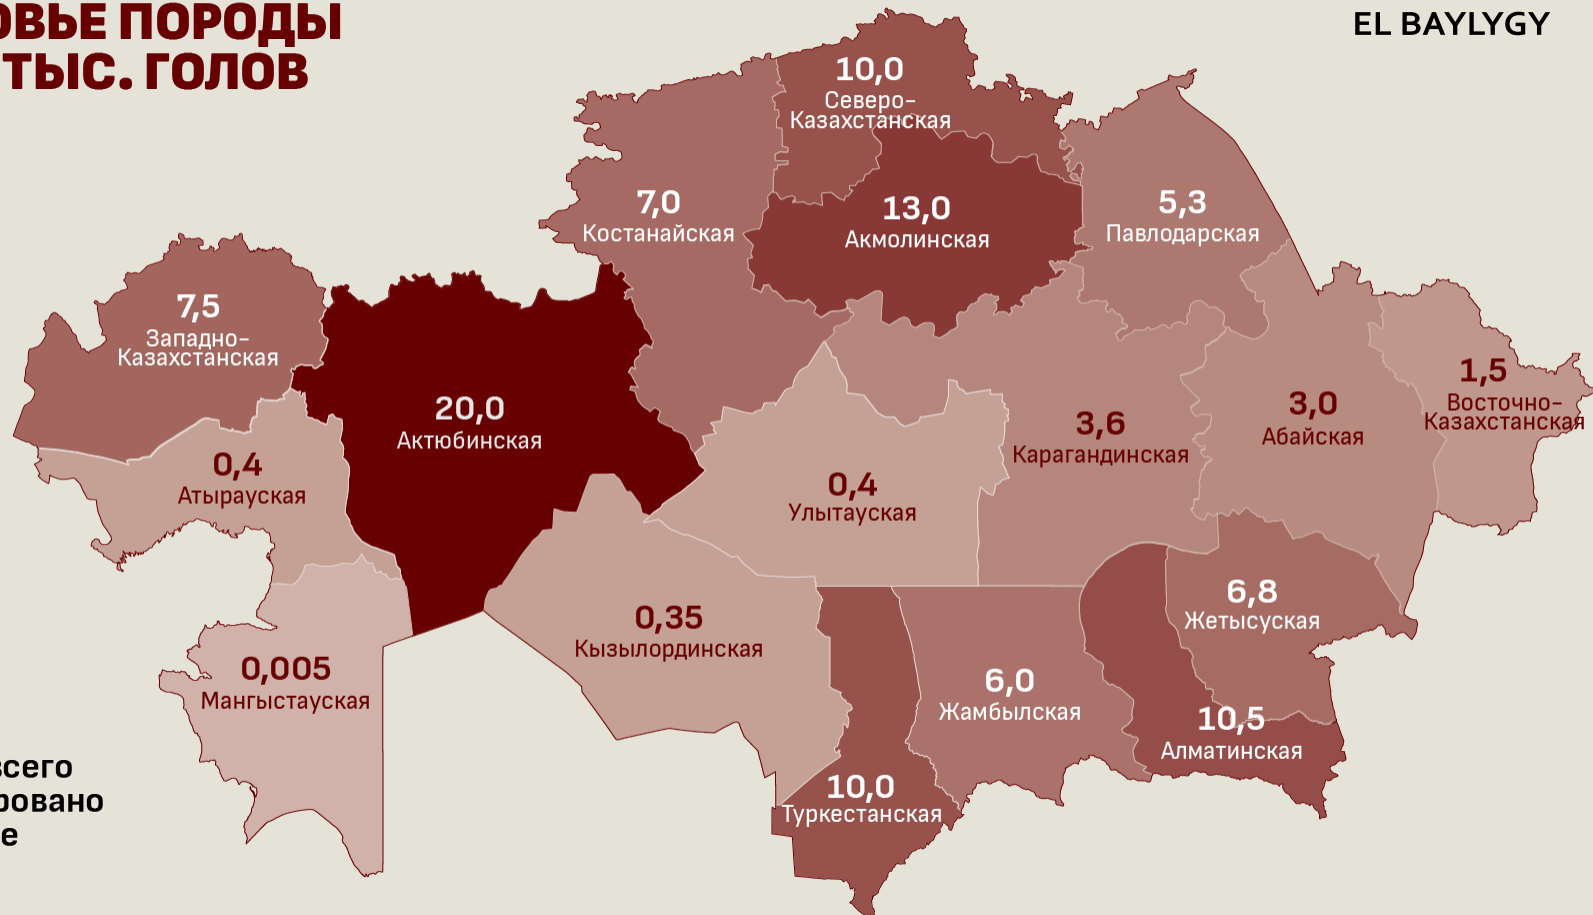 ОВЬЕ ПОРОДЫ
ТЫС. ГОЛОВ
EL BAYLYGY
10,0
Северо-
Казахстанская
7,0
Костанайская
13,0
Акмолинская
5,3
Павлодарская
7,5
Западно-
Казахстанская
20,0
Актюбинская
1,5
Восточно-
Казахстанская
3,0
Абайская
3,6
Карагандинская
0,4
Атырауская
0,4
Улытауская
6,8
Жетысуская
0,35
Кызылординская
0,005
Мангыстауская
6,0
Жамбылская
10,5
Алматинская
10,0
Туркестанская
всего
ровано
е